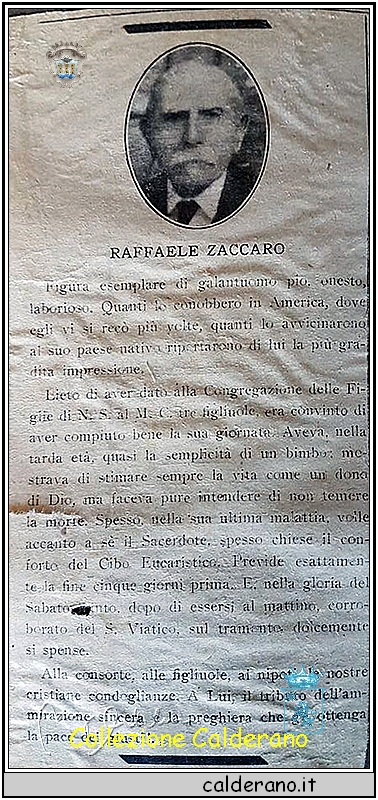 RAFFAELE ZACCARO
Figura esemplare di galantuomo pio, onesto,
laborioso. Quanti lo conobbero in America, dove
egli vi si recò più volte, quanti lo avvicinarono
al suo paese nativo riportarono di lui la più gra-
dita impressione.
Lieto di aver dato alla Congregazione delle Fi-
glie di N. S. al M. C. tre figliuole, era convinto di
aver compiuto bene la sua giornata. Aveva, nella
tarda età, quasi la semplicità di un bimbo: mo-
strava di stimare sempre la vita come un dono
di Dio, ma faceva pure intendere di non temere
la morte. Spesso, nella sua ultima malattia, volle
accanto a sè il Sacerdote, spesso chiese il con-
forto del Cibo Eucaristico. Previde esattamen-
te la fine cinque giorni prima. E, nella gloria del
Sabato Santo, dopo di essersi al mattino, corro-
borato del S. Viatico, sul tramonto, dolcemente
si spense.
Alla consorte, alle figliuole, ai nipoti le nostre
cristiane condoglianze. A Lui, il tributo dell'am-
mirazione sincera e la preghiera che gli ottenga
la pace dei
Collezione Calderano
calderano.it